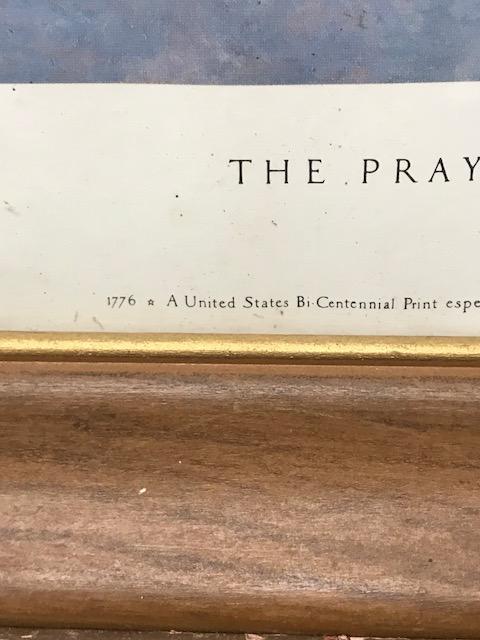 THE PRAY
1776 ☆ A United States Bi-Centennial Print espe